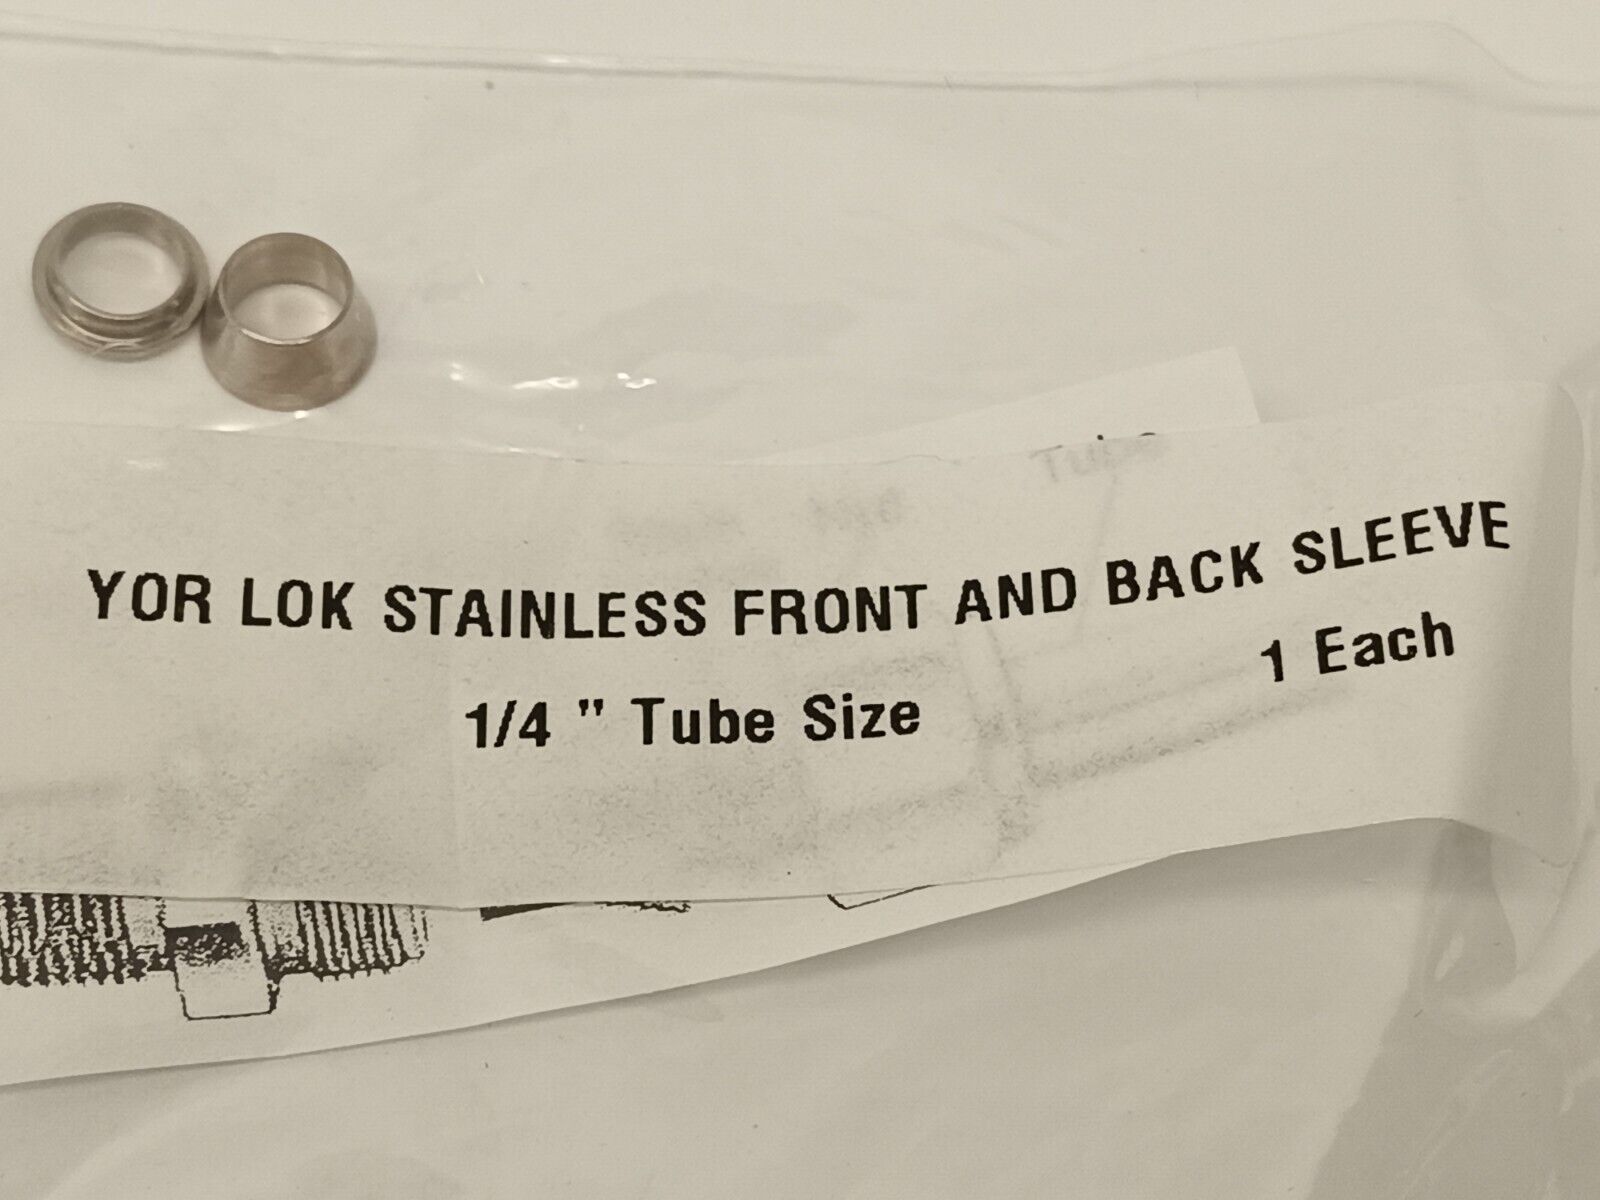 YOR LOK STAINLESS FRONT AND BACK SLEEVE
1/4 " Tube Size
1 Each